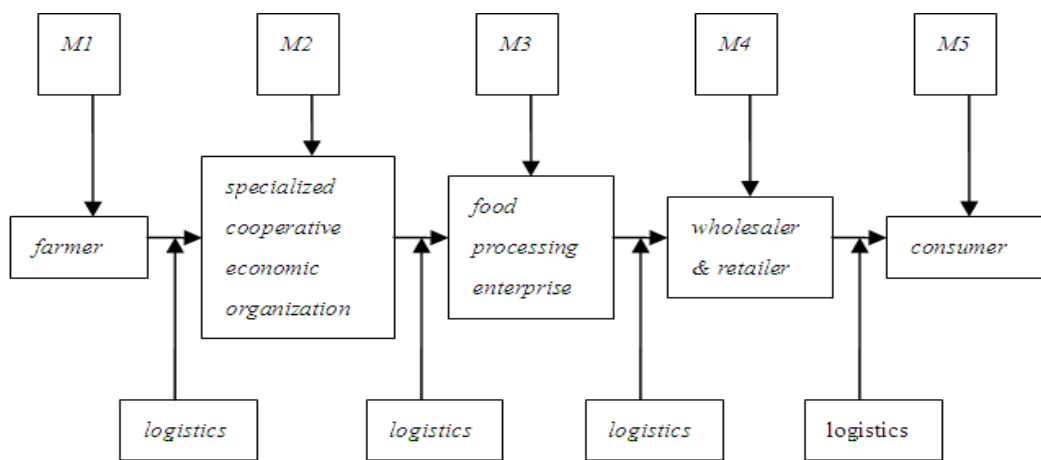 M1
M2
M3
M4
M5
farmer
specialized
cooperative
economic
organization
food
processing
enterprise
wholesaler
& retailer
consumer
logistics
logistics
logistics
logistics